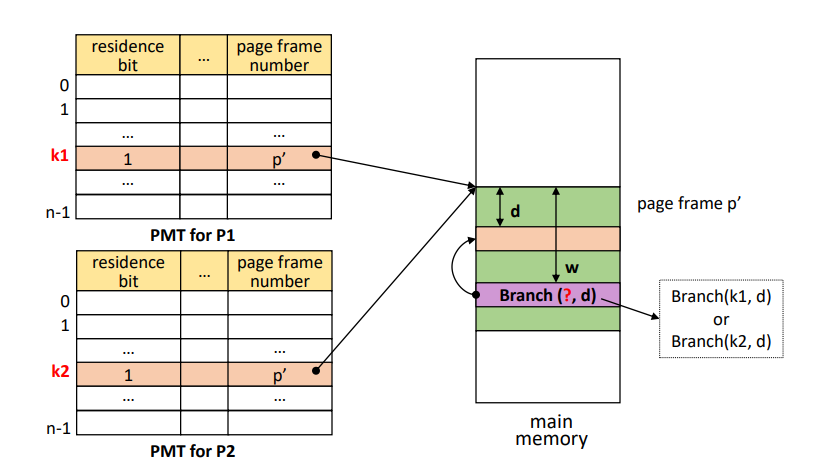 residence
bit
...
page frame
number
0
1
...
...
k1
1
p′
...
...
n-1
PMT for P1
residence
bit
...
page frame
number
0
1
...
...
k2
1
p′
...
...
n-1
PMT for P2
d
w
Branch (?, d)
main
memory
page frame p′
Branch(k1, d)
or
Branch(k2, d)